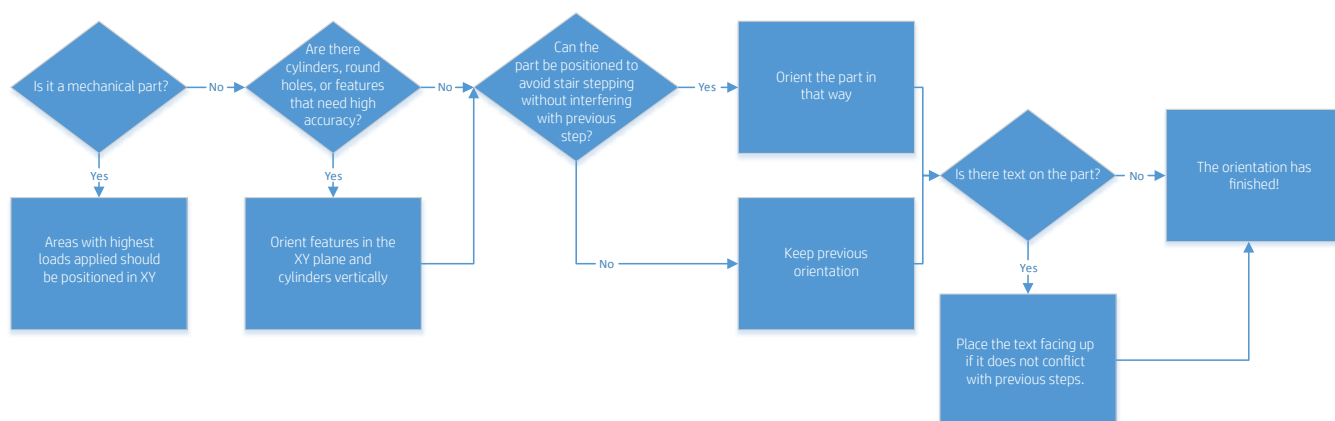 Is it a mechanical part?
No
Yes
Areas with highest
loads applied should
be positioned in XY
Are there
cylinders, round
holes, or features
that need high
accuracy?
No
Yes
Orient features in the
XY plane and
cylinders vertically
Can the
part be positioned to
avoid stair stepping
without interfering
with previous
step?
Yes
No
Orient the part in
that way
Keep previous
orientation
Is there text on the part?
No
Yes
Place the text facing up
if it does not conflict
with previous steps.
The orientation has
finished!